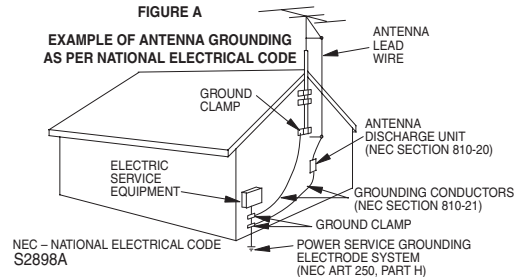 FIGURE A
EXAMPLE OF ANTENNA GROUNDING
AS PER NATIONAL ELECTRICAL CODE
ANTENNA
LEAD
WIRE
GROUND
CLAMP
ANTENNA
DISCHARGE UNIT
(NEC SECTION 810-20)
ELECTRIC
SERVICE
EQUIPMENT
GROUNDING CONDUCTORS
(NEC SECTION 810-21)
GROUND CLAMP
POWER SERVICE GROUNDING
ELECTRODE SYSTEM
(NEC ART 250, PART H)
NEC – NATIONAL ELECTRICAL CODE
S2898A